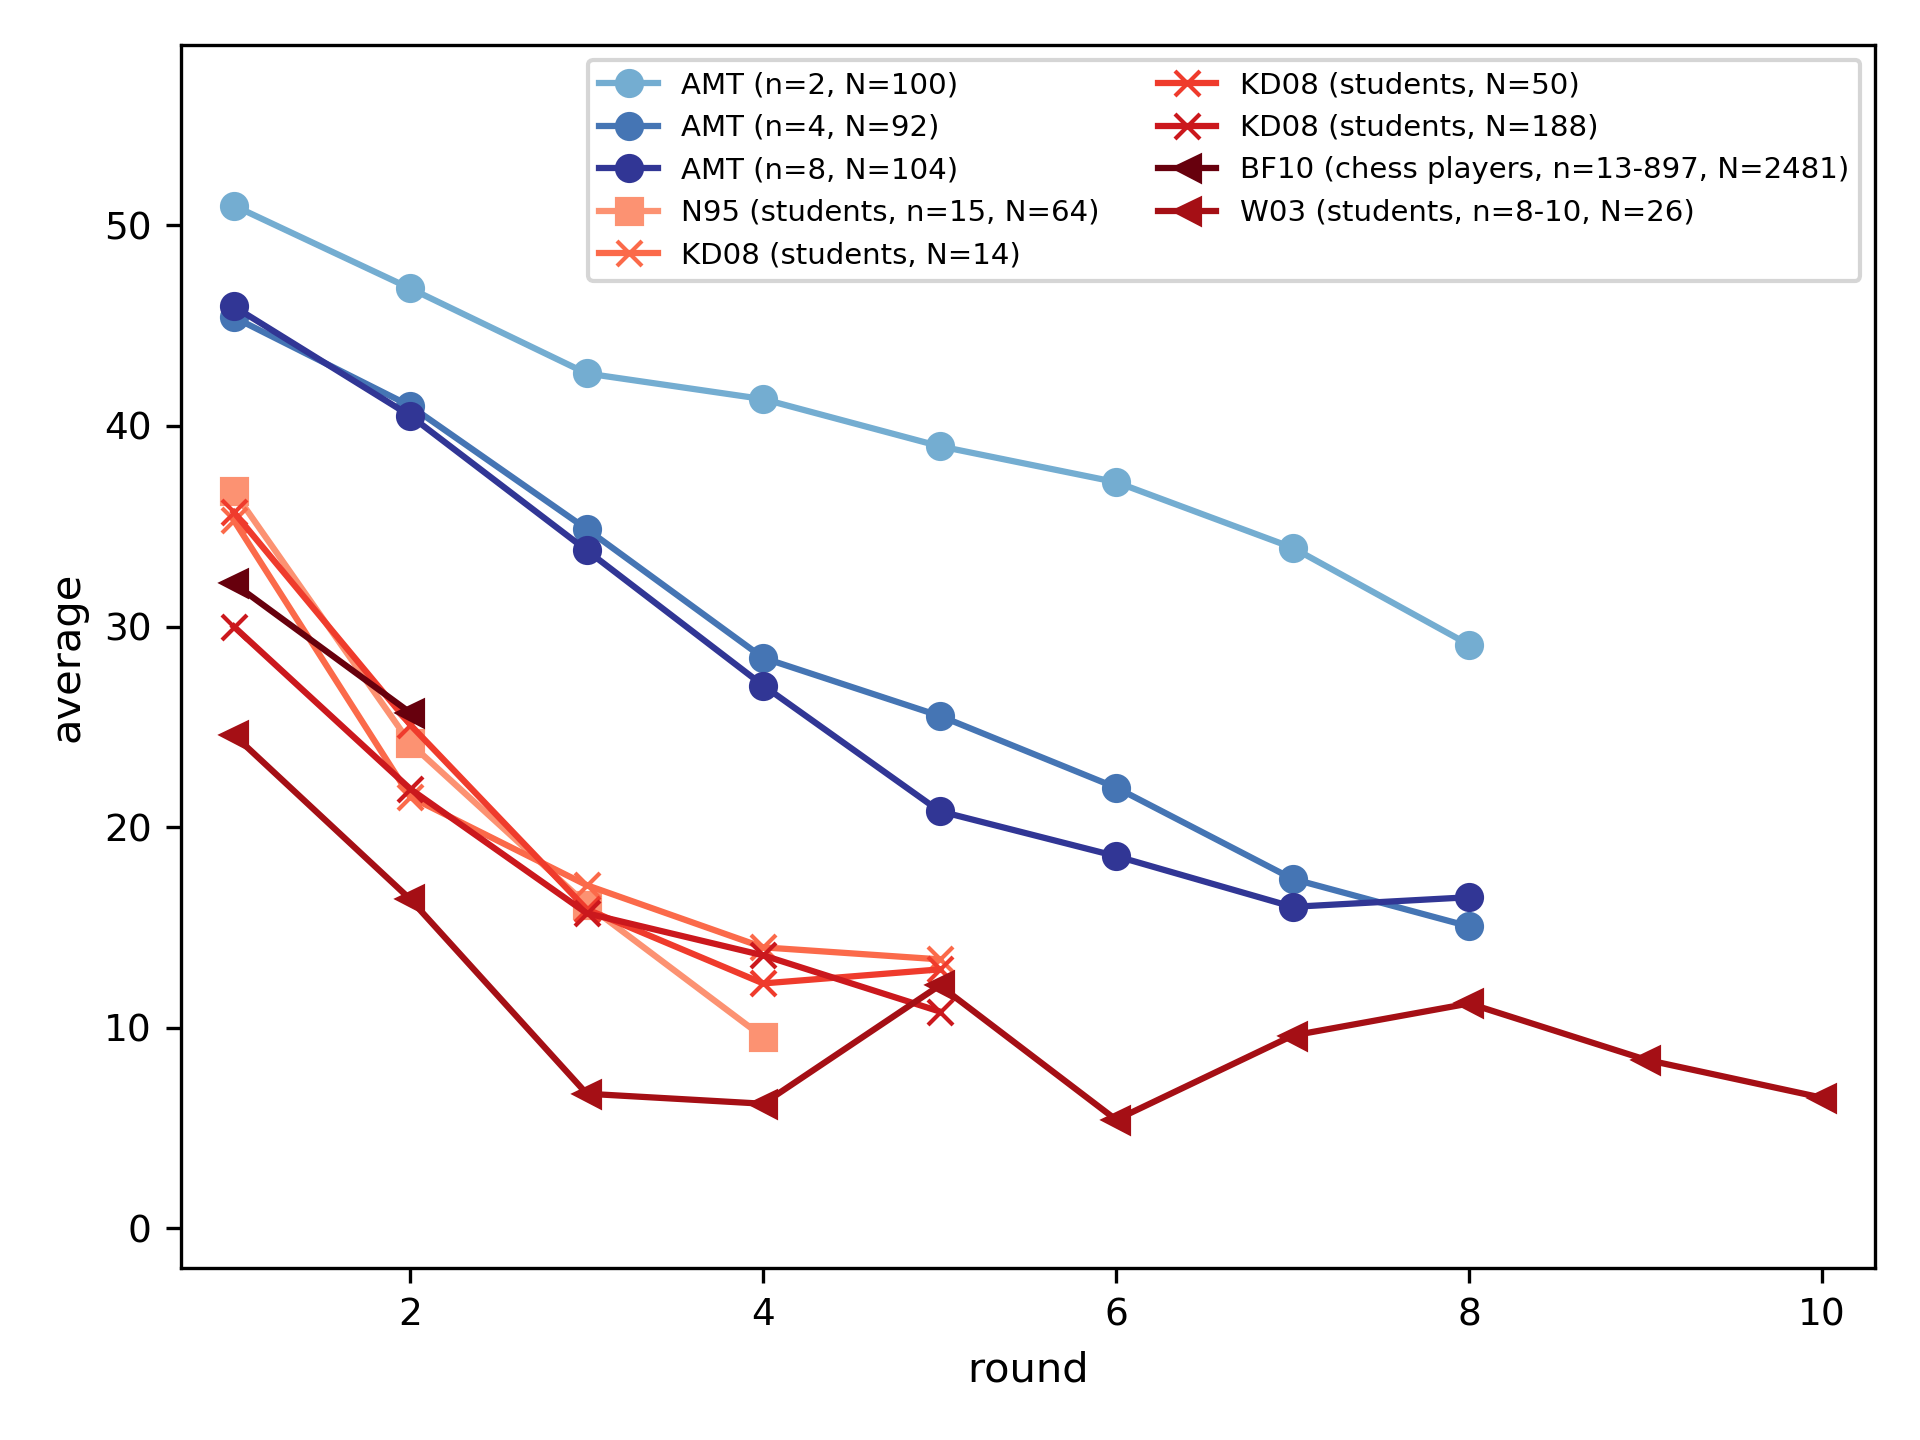 AMT (n=2, N=100)
AMT (n=4, N=92)
AMT (n=8, N=104)
N95 (students, n=15, N=64)
KD08 (students, N=14)
KD08 (students, N=50)
KD08 (students, N=188)
BF10 (chess players, n=13-897, N=2481)
W03 (students, n=8-10, N=26)
50
40
30
20
10
0
average
2
4
6
8
10
round